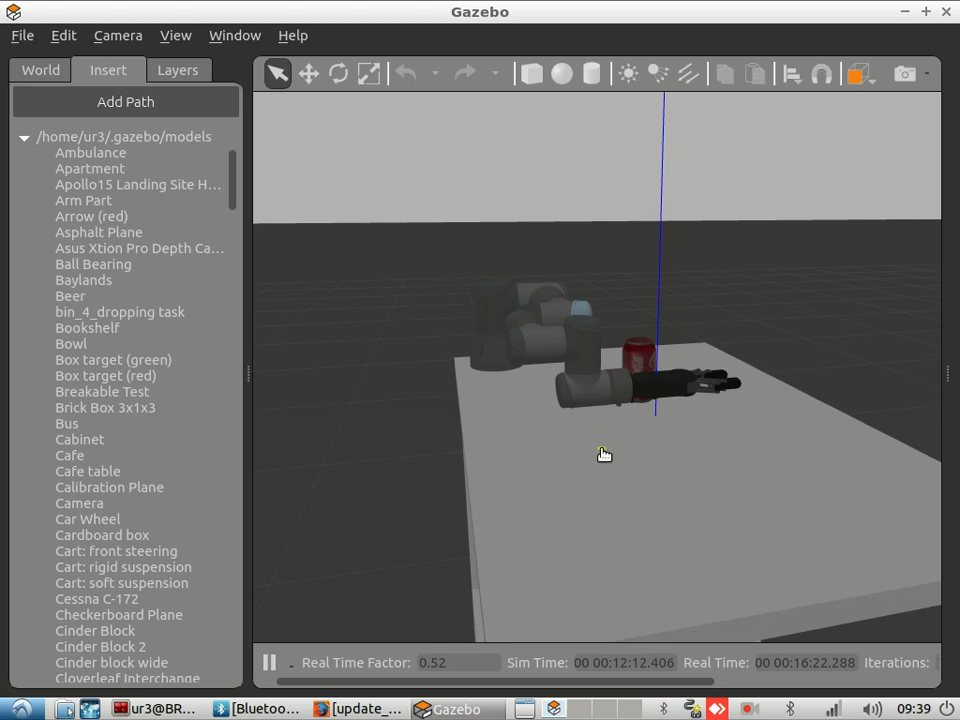 Gazebo
File Edit Camera View Window Help
World Insert Layers
Add Path
/home/ur3/.gazebo/models
Ambulance
Apartment
Apollo15 Landing Site H...
Arm Part
Arrow (red)
Asphalt Plane
Asus Xtion Pro Depth Ca...
Ball Bearing
Baylands
Beer
bin_4_dropping task
Bookshelf
Bowl
Box target (green)
Box target (red)
Breakable Test
Brick Box 3x1x3
Bus
Cabinet
Cafe
Cafe table
Calibration Plane
Camera
Car Wheel
Cardboard box
Cart: front steering
Cart: rigid suspension
Cart: soft suspension
Cessna C-172
Checkerboard Plane
Cinder Block
Cinder Block 2
Cinder block wide
Cloverleaf Interchange
Real Time Factor: 0.52 Sim Time: 00 00:12:12.406 Real Time: 00 00:16:22.288 Iterations:
ur3@BR... [Bluetoo... [update_... Gazebo 09:39